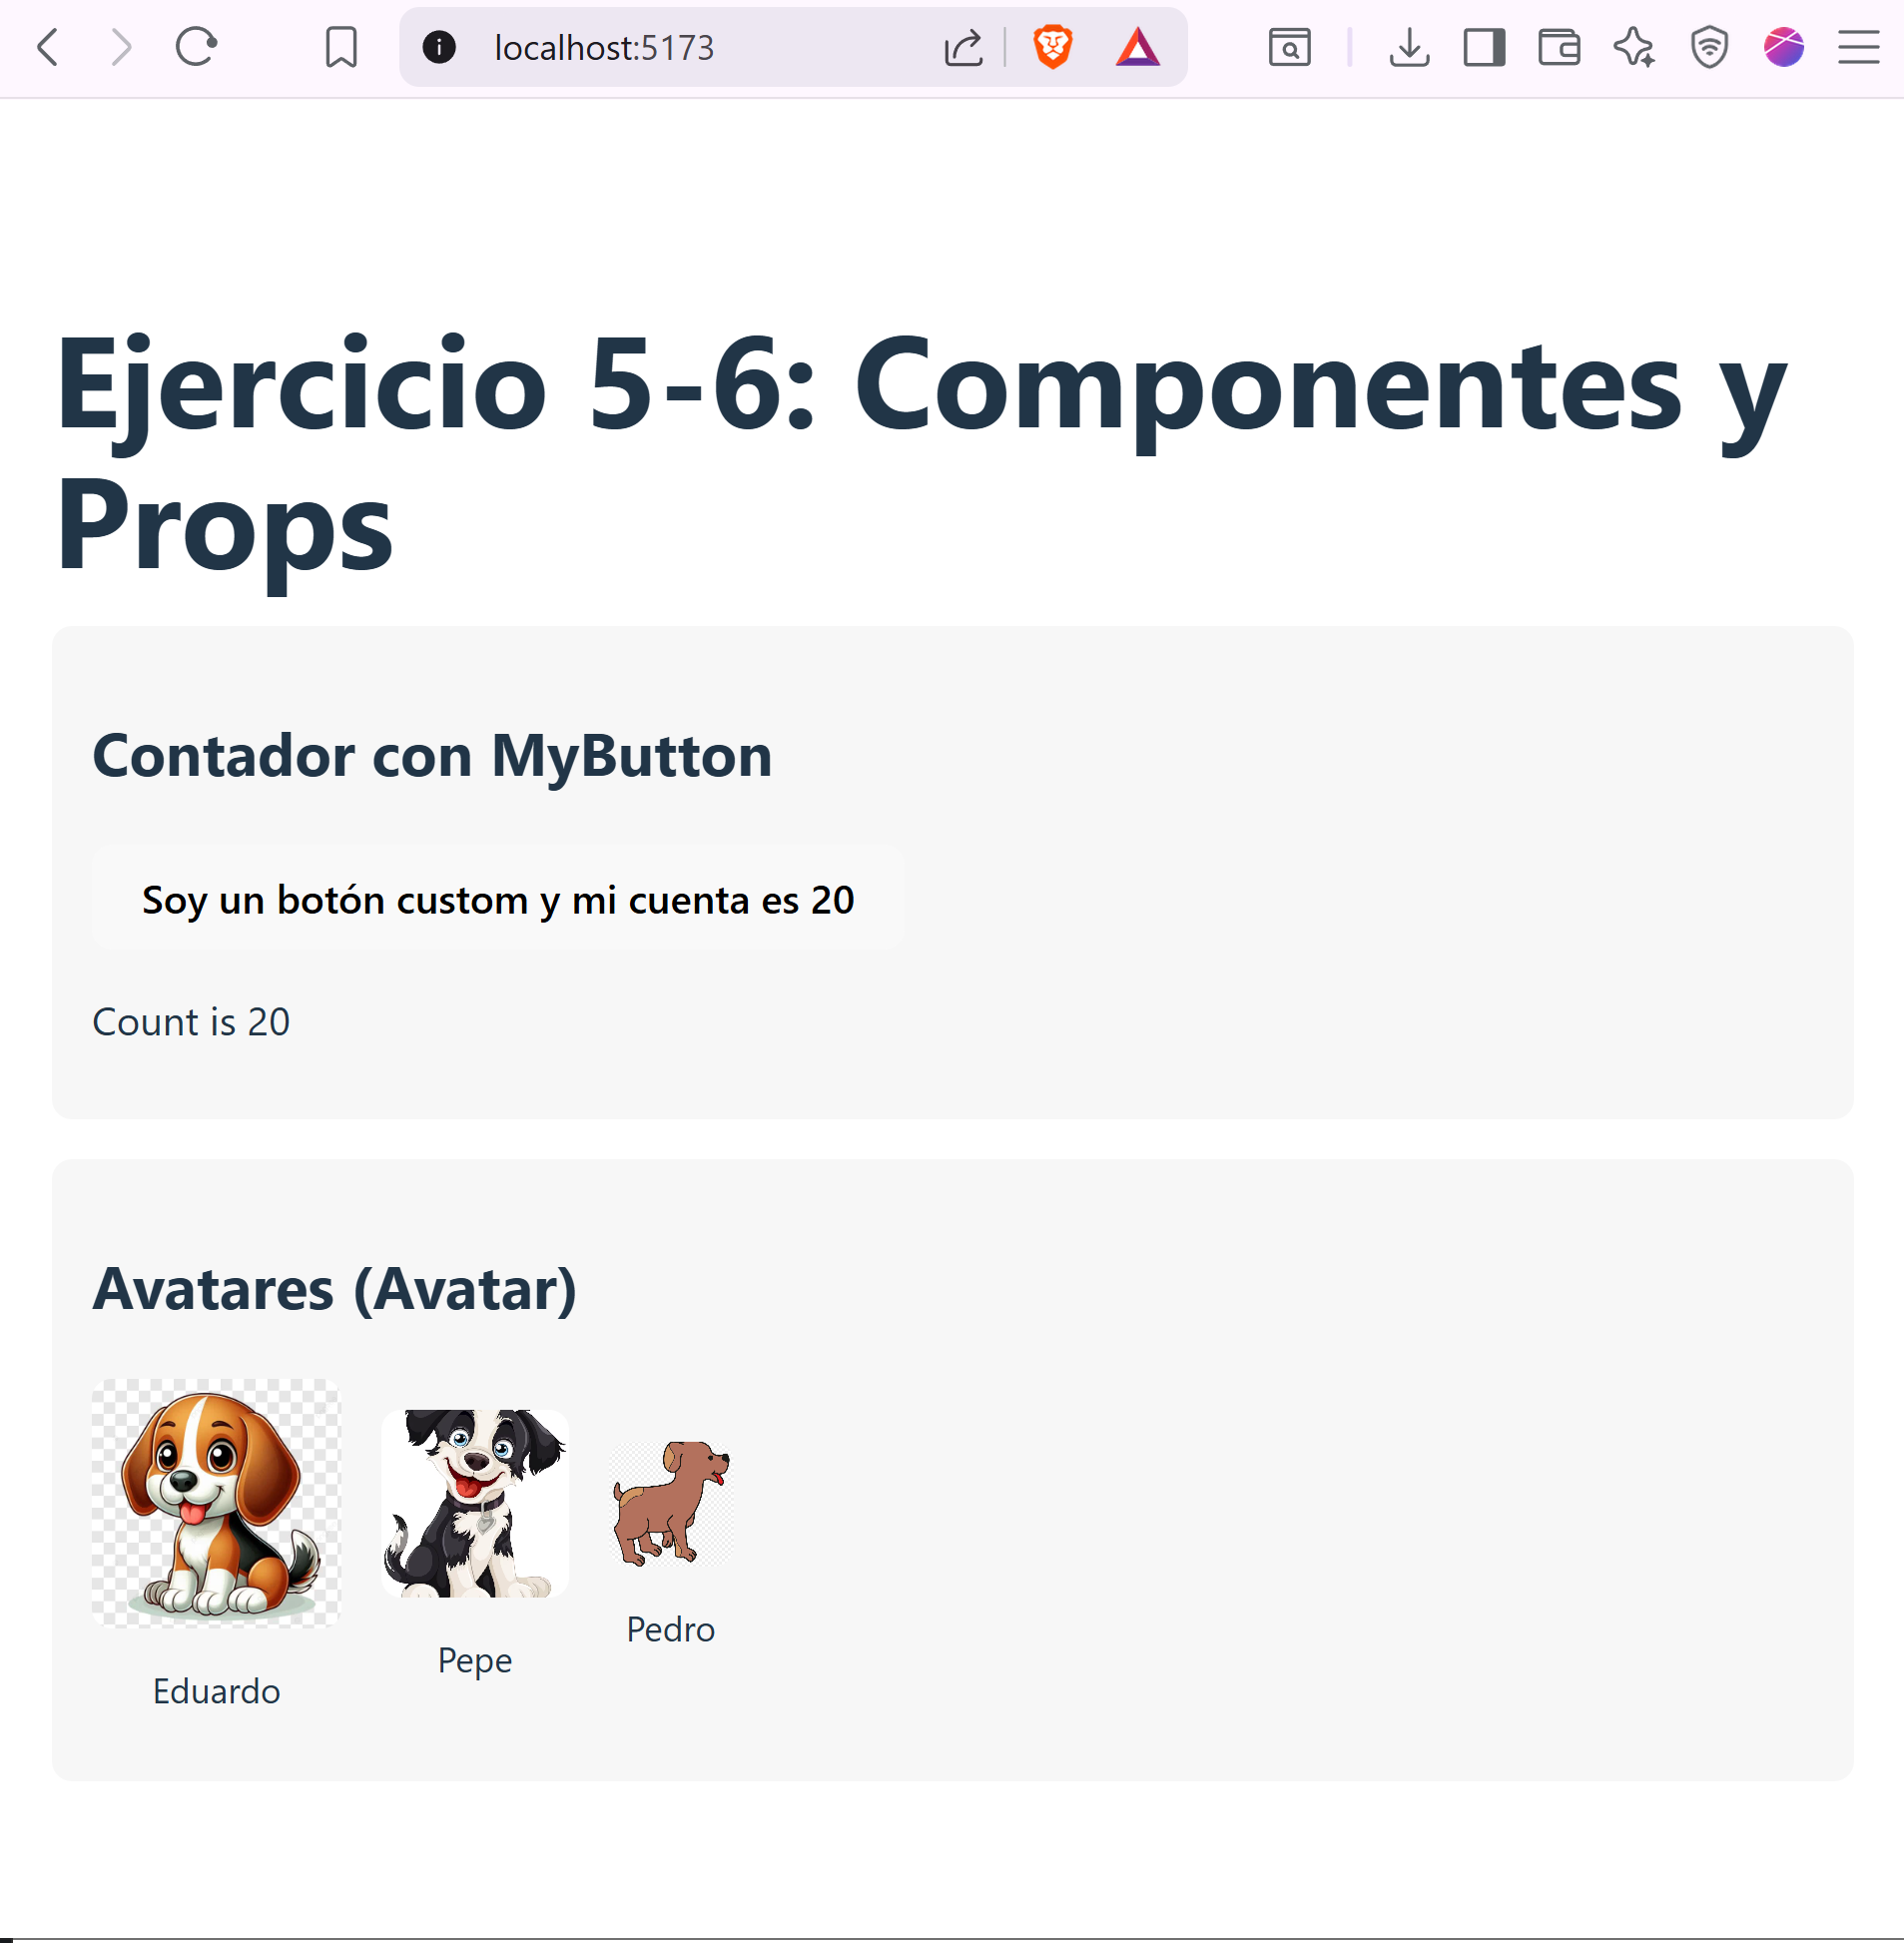 localhost:5173
Ejercicio 5-6: Componentes y
Props
Contador con MyButton
Soy un botón custom y mi cuenta es 20
Count is 20
Avatares (Avatar)
Eduardo
Pepe
Pedro